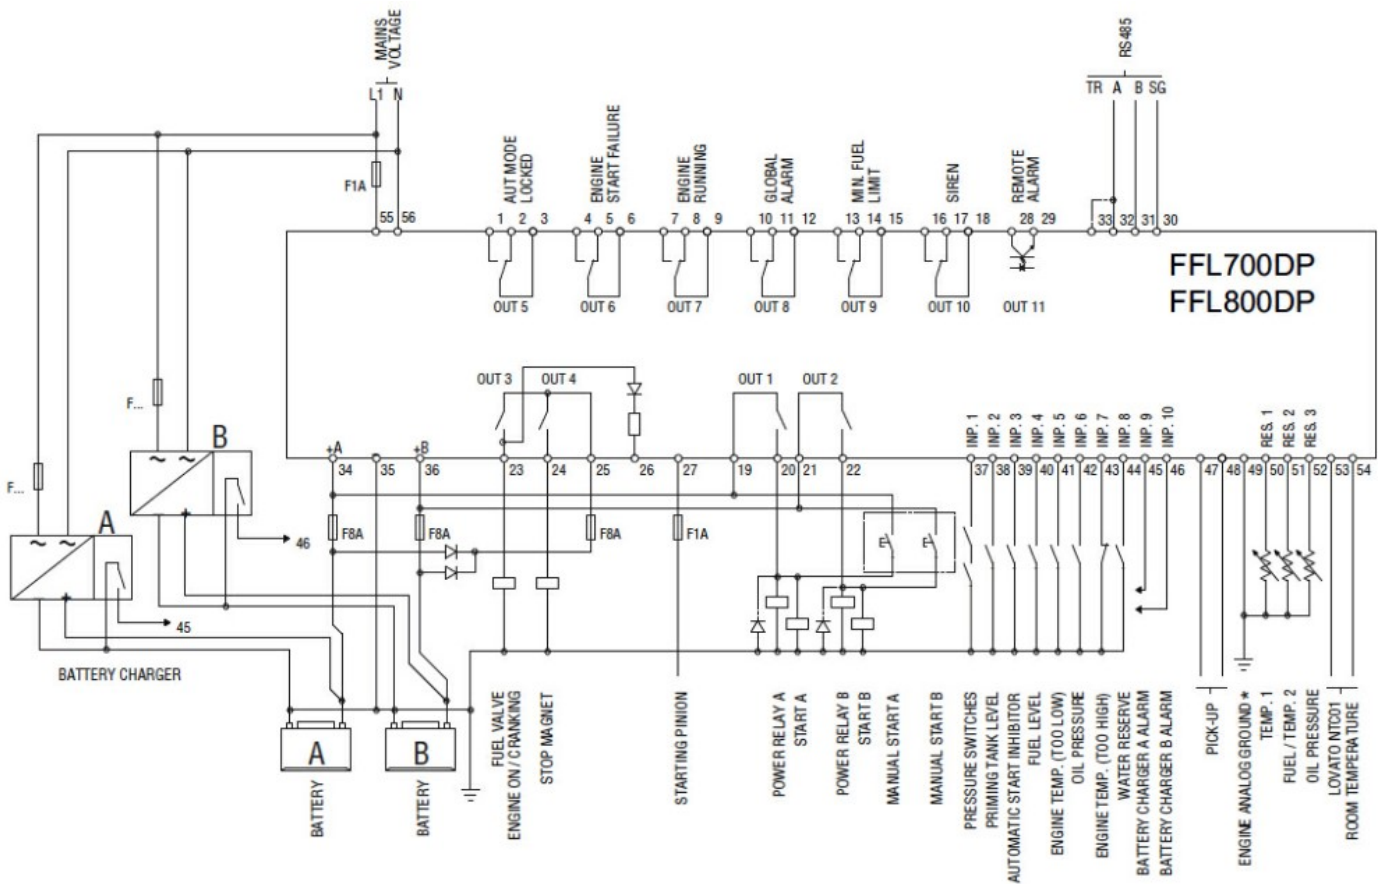 MAINS
VOLTAGE
L1 N
RS485
TR A B SG
F1A
55 56
AUT MODE
LOCKED
1 2 3
OUT 5
ENGINE
START FAILURE
4 5 6
OUT 6
ENGINE
RUNNING
7 8 9
OUT 7
GLOBAL
ALARM
10 11 12
OUT 8
MIN. FUEL
LIMIT
13 14 15
OUT 9
SIREN
16 17 18
OUT 10
REMOTE
ALARM
28 29
OUT 11
33 32 31 30
FFL700DP
FFL800DP
OUT 3 OUT 4
OUT 1 OUT 2
F...
B
F...
A
46
45
BATTERY CHARGER
+A +B
34 35 36 23 24 25 26 27 19 20 21 22
INP. 1
INP. 2
INP. 3
INP. 4
INP. 5
INP. 6
INP. 7
INP. 8
INP. 9
INP. 10
RES. 1
RES. 2
RES. 3
37 38 39 40 41 42 43 44 45 46 47 48 49 50 51 52 53 54
F8A F8A F8A F1A
A
B
BATTERY
BATTERY
FUEL VALVE
ENGINE ON / CRANKING
STOP MAGNET
STARTING PINION
POWER RELAY A
START A
POWER RELAY B
START B
MANUAL START A
MANUAL START B
PRESSURE SWITCHES
PRIMING TANK LEVEL
AUTOMATIC START INHIBITOR
FUEL LEVEL
ENGINE TEMP. (TOO LOW)
OIL PRESSURE
ENGINE TEMP. (TOO HIGH)
WATER RESERVE
BATTERY CHARGER A ALARM
BATTERY CHARGER B ALARM
PICK-UP
ENGINE ANALOG GROUND *
TEMP. 1
FUEL / TEMP. 2
OIL PRESSURE
LOVATO NTC01
ROOM TEMPERATURE